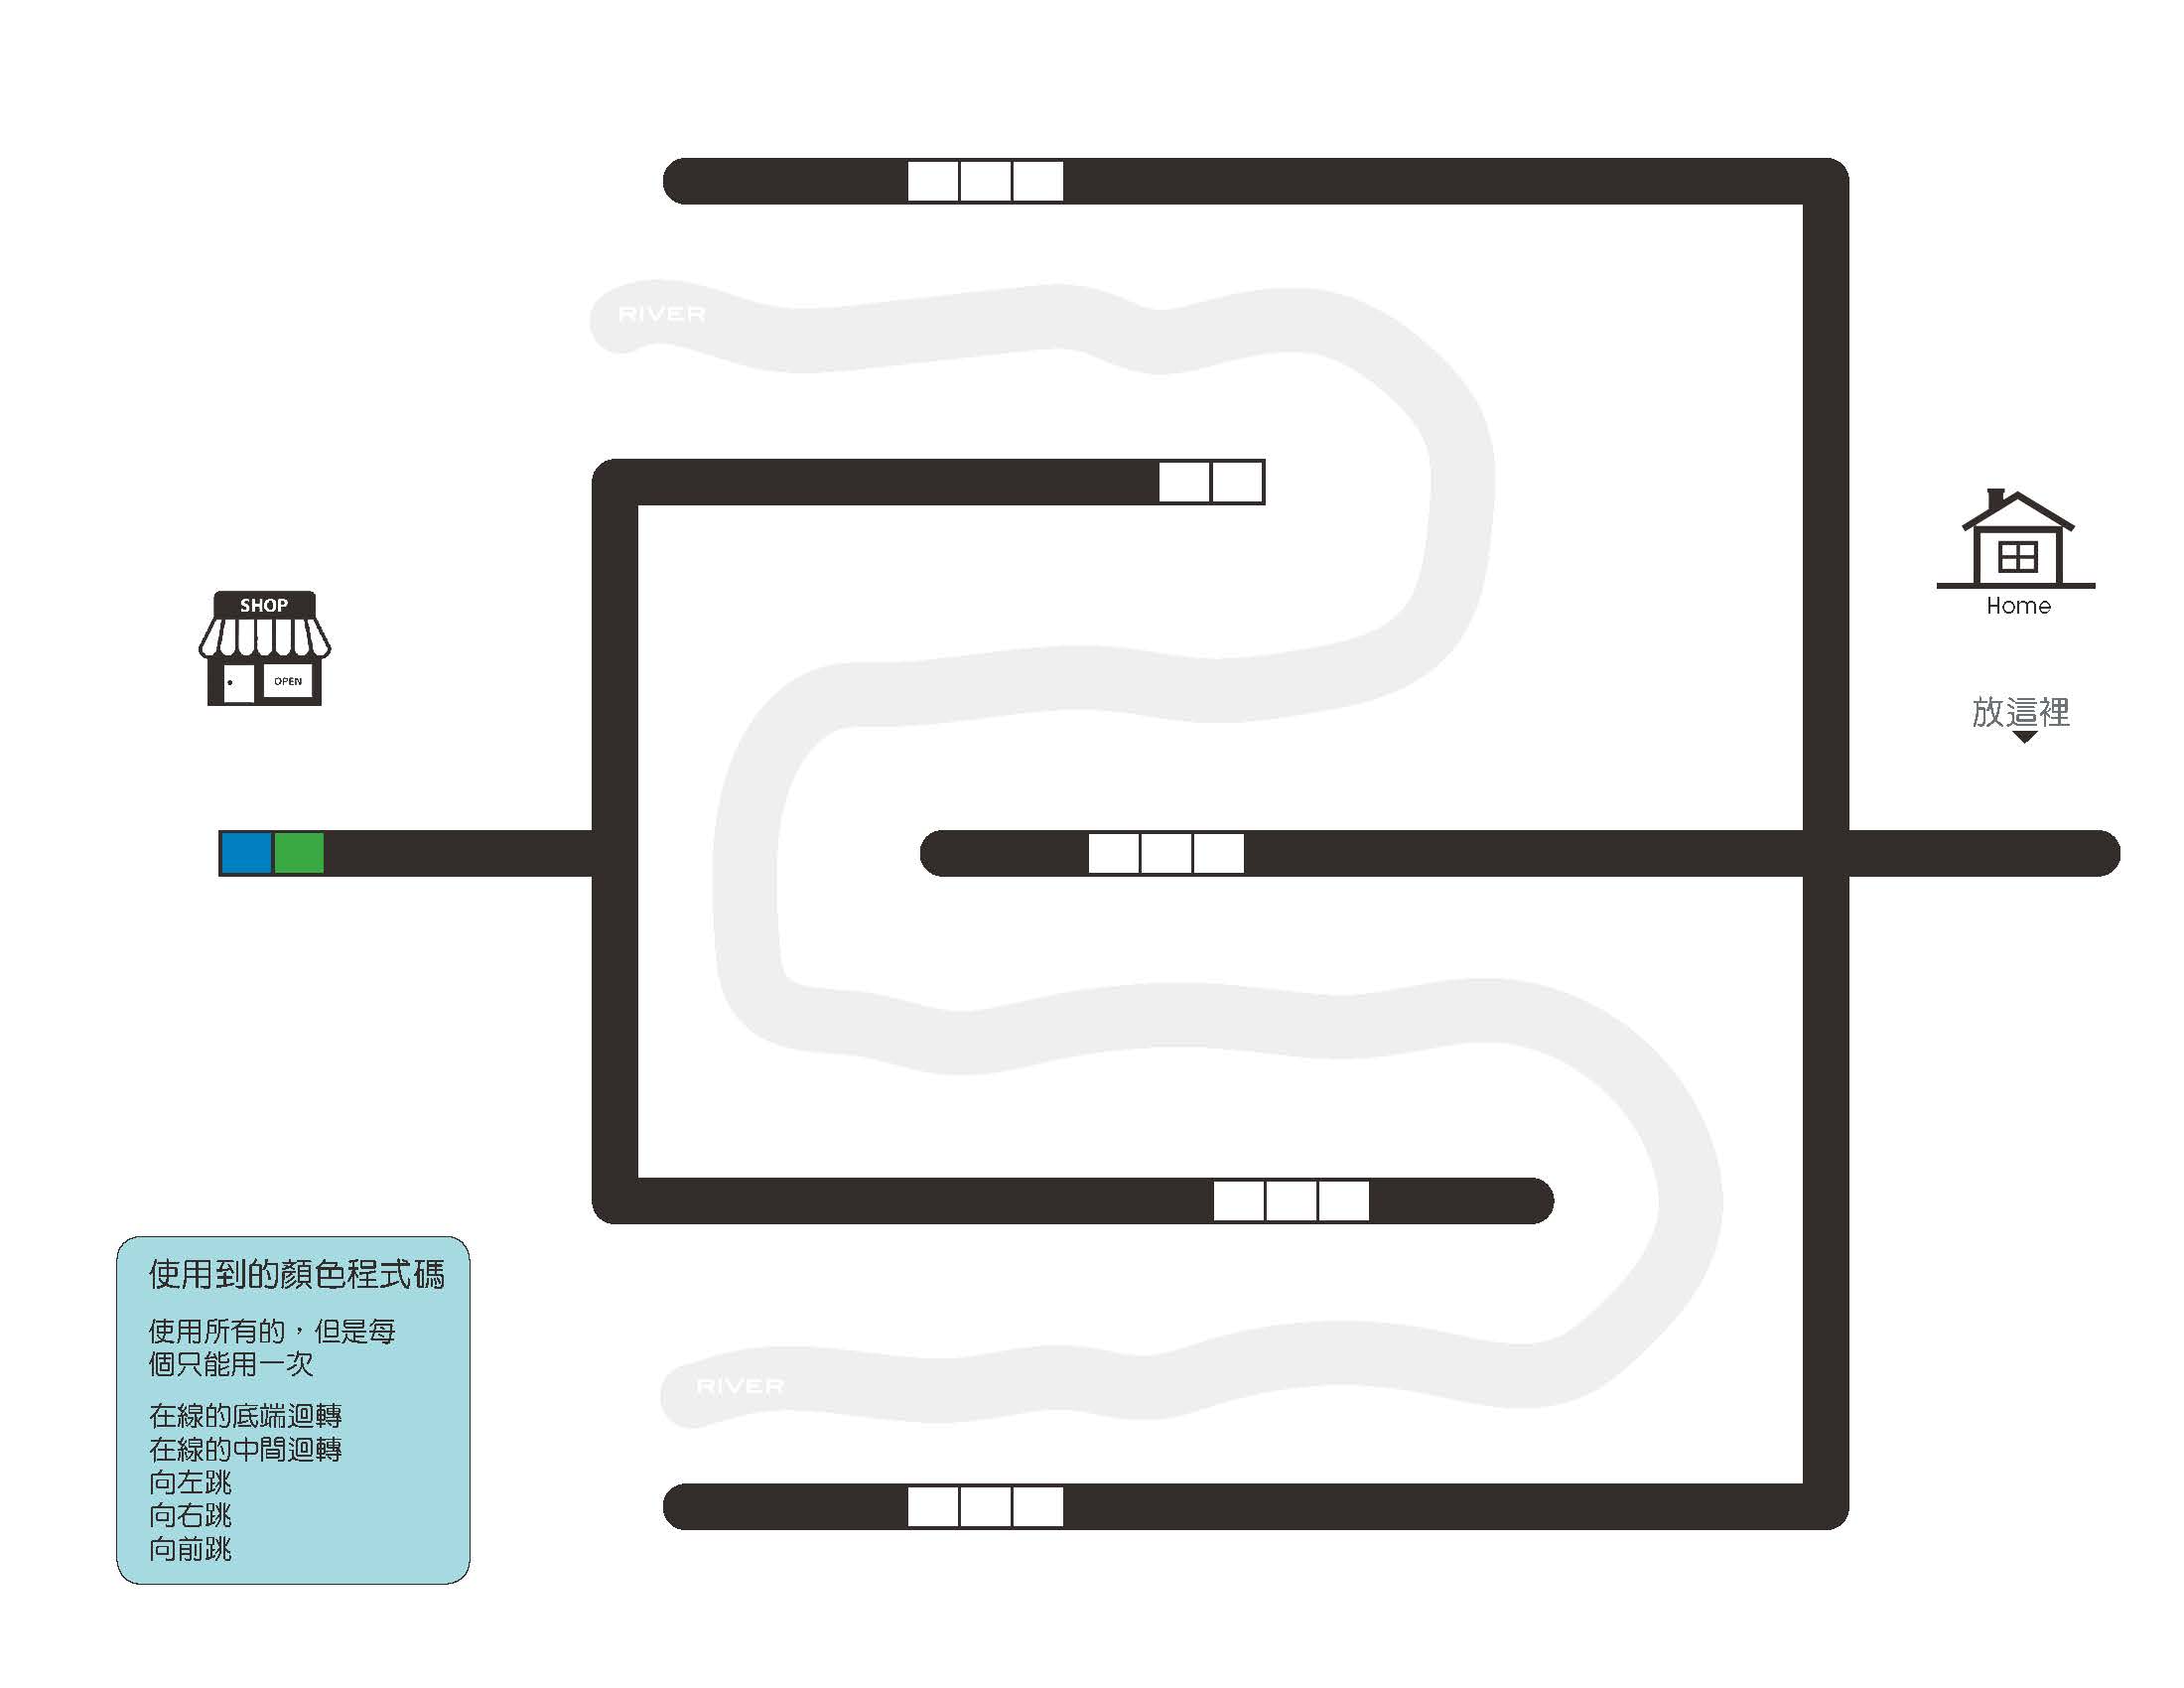 RIVER
SHOP
OPEN
Home
放這裡
使用到的顏色程式碼
使用所有的，但是每
個只能用一次
在線的底端迴轉
在線的中間迴轉
向左跳
向右跳
向前跳
RIVER